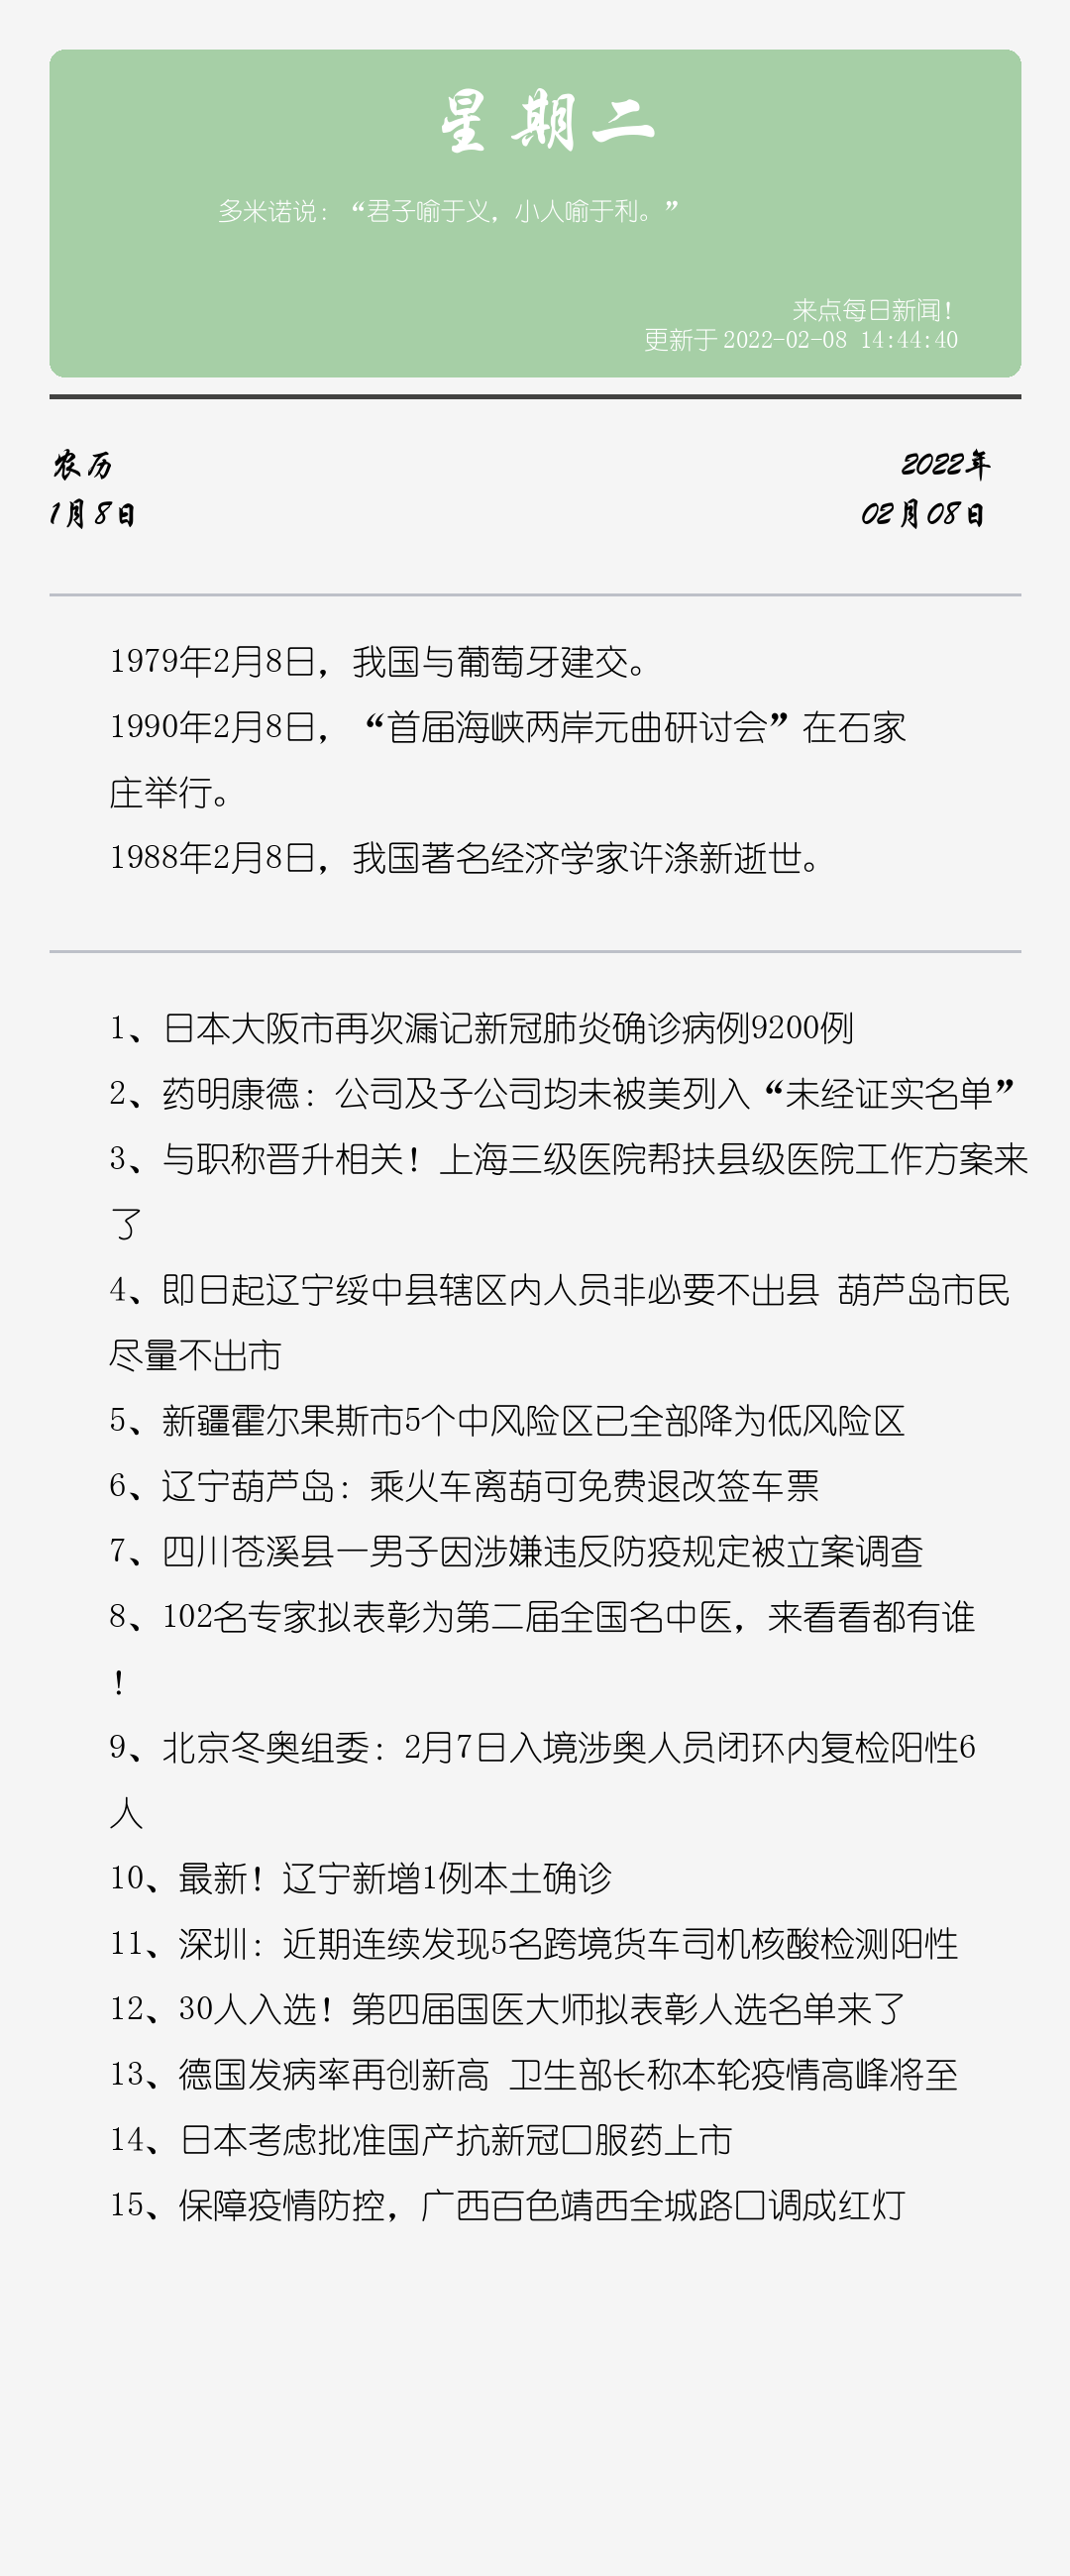 星期二
多米诺说：“君子喻于义，小人喻于利。”
来点每日新闻！
更新于2022-02-08 14:44:40
农历
2022年
1月8日
02月08日
1979年2月8日，我国与葡萄牙建交。
1990年2月8日，“首届海峡两岸元曲研讨会”在石家
庄举行。
1988年2月8日，我国著名经济学家许涤新逝世。
1、日本大阪市再次漏记新冠肺炎确诊病例9200例
2、药明康德：公司及子公司均未被美列入“未经证实名单”
3、与职称晋升相关！上海三级医院帮扶县级医院工作方案来
了
4、即日起辽宁绥中县辖区内人员非必要不出县 葫芦岛市民
尽量不出市
5、新疆霍尔果斯市5个中风险区已全部降为低风险区
6、辽宁葫芦岛：乘火车离葫可免费退改签车票
7、四川苍溪县一男子因涉嫌违反防疫规定被立案调查
8、102名专家拟表彰为第二届全国名中医，来看看都有谁
！
9、北京冬奥组委：2月7日入境涉奥人员闭环内复检阳性6
人
10、最新！辽宁新增1例本土确诊
11、深圳：近期连续发现5名跨境货车司机核酸检测阳性
12、30人入选！第四届国医大师拟表彰人选名单来了
13、德国发病率再创新高 卫生部长称本轮疫情高峰将至
14、日本考虑批准国产抗新冠口服药上市
15、保障疫情防控，广西百色靖西全城路口调成红灯